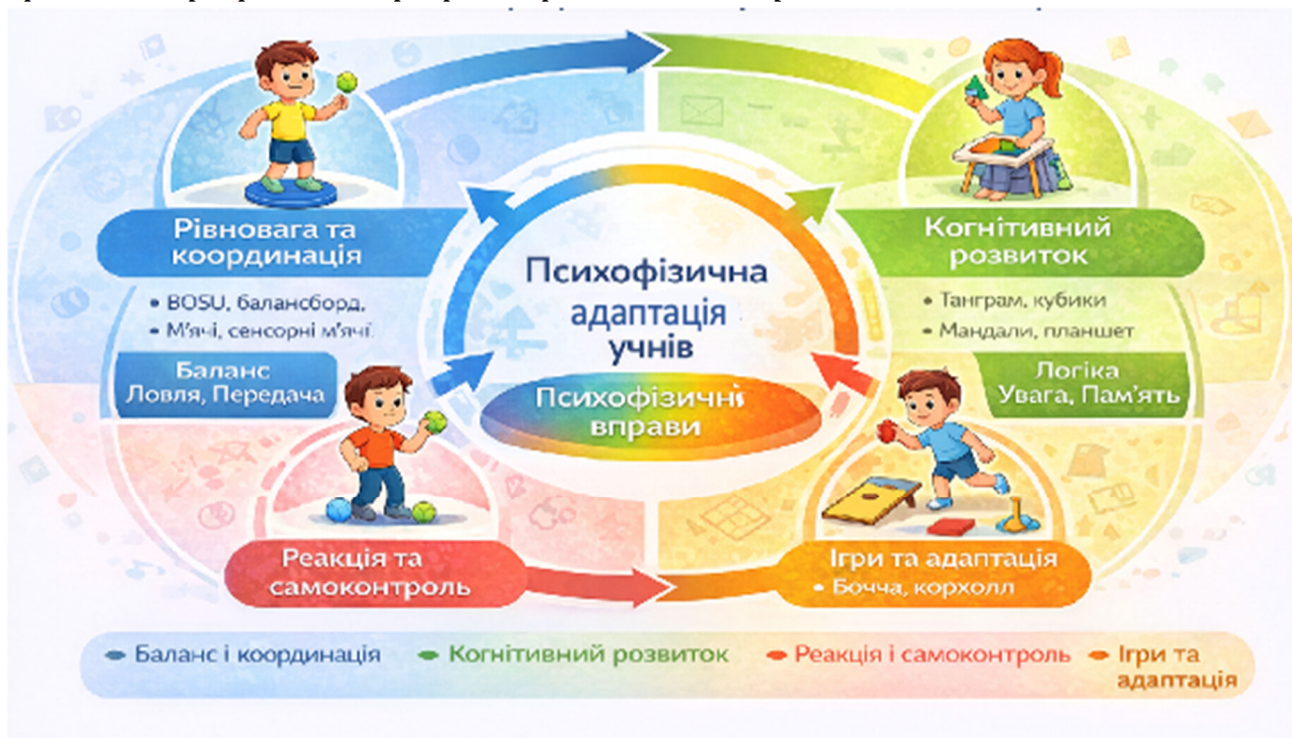 Рівновага та
координація
• BOSU, балансборд,
• М'ячі, сенсорні м'ячі.
Баланс
Ловля, Передача
Когнітивний
розвиток
• Танграм, кубики
• Мандали, планшет
Логіка
Увага, Пам'ять
Психофізична
адаптація
учнів
Психофізичні
вправи
Реакція та
самоконтроль
Ігри та адаптація
• Бочча, корхолл
Баланс і координація
Когнітивний розвиток
Реакція і самоконтроль
Ігри та
адаптація